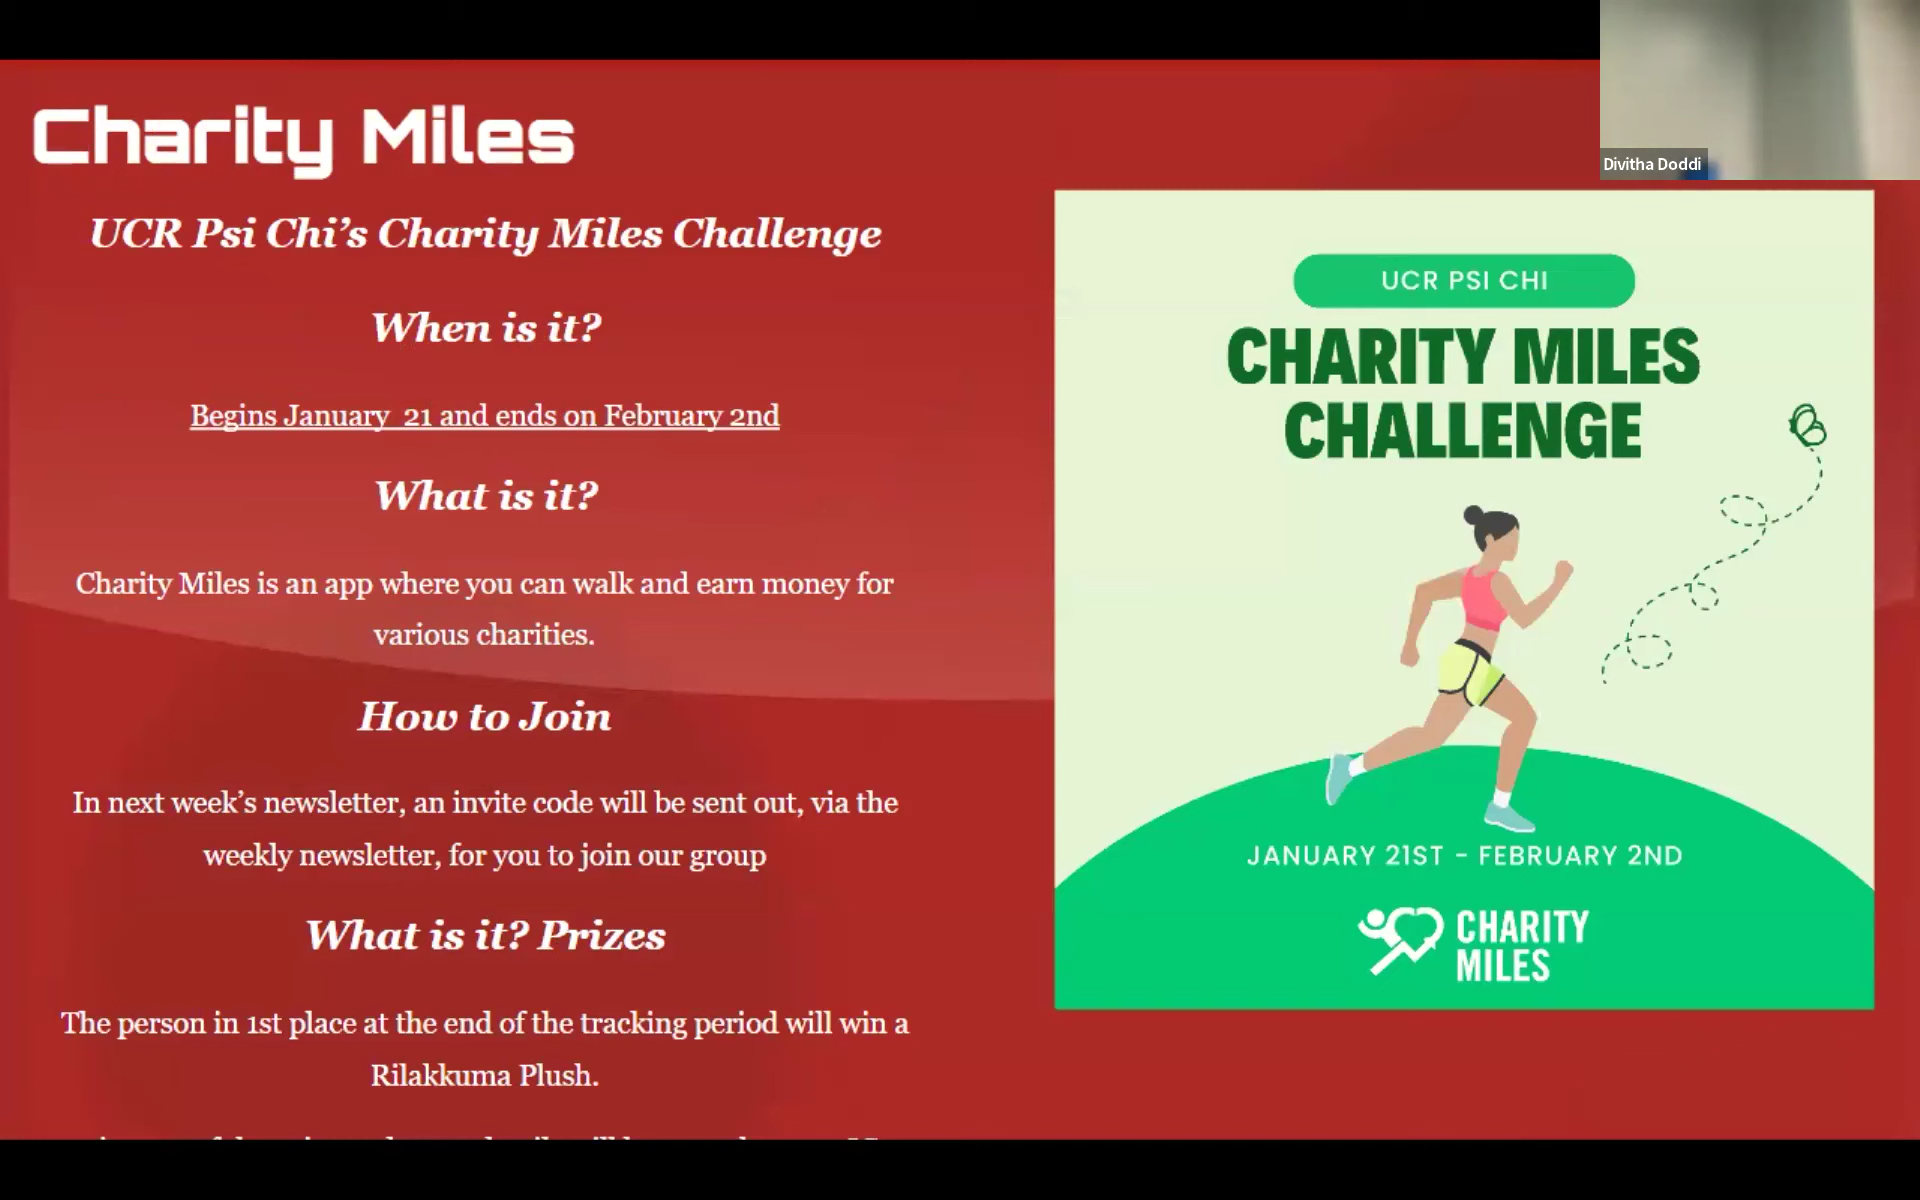 Charity Miles
Divitha Doddi
UCR Psi Chi’s Charity Miles Challenge
When is it?
Begins January  21 and ends on February 2nd
What is it?
Charity Miles is an app where you can walk and earn money for
various charities.
How to Join
In next week’s newsletter, an invite code will be sent out, via the
weekly newsletter, for you to join our group
What is it? Prizes
The person in 1st place at the end of the tracking period will win a
Rilakkuma Plush.
UCR PSI CHI
CHARITY MILES
CHALLENGE
JANUARY 21ST - FEBRUARY 2ND
CHARITY
MILES